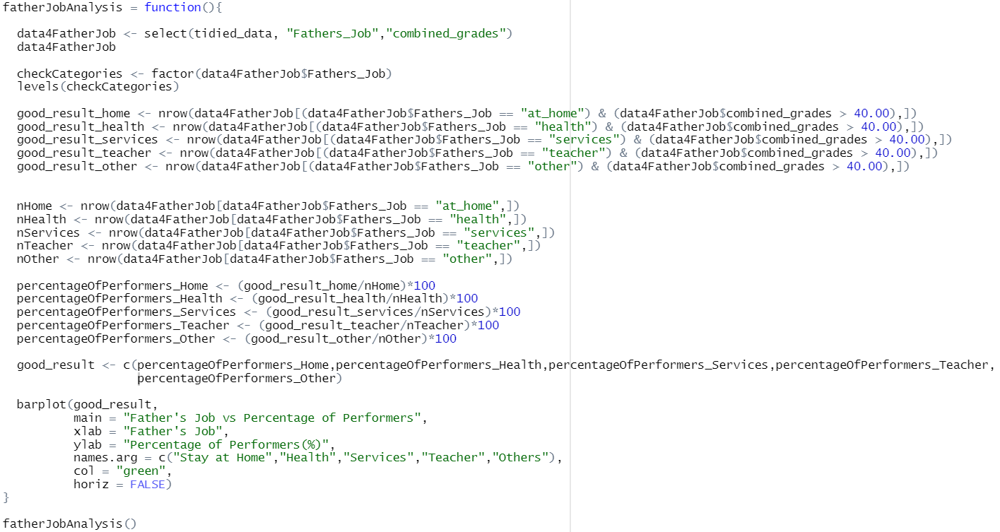 fatherJobAnalysis = function(){
data4FatherJob <- select(tidied_data, "Fathers_Job","combined_grades")
data4FatherJob
checkCategories <- factor(data4FatherJob$Fathers_Job)
levels(checkCategories)
good_result_home <- nrow(data4FatherJob[(data4FatherJob$Fathers_Job == "at_home") & (data4FatherJob$combined_grades > 40.00),])
good_result_health <- nrow(data4FatherJob[(data4FatherJob$Fathers_Job == "health") & (data4FatherJob$combined_grades > 40.00),])
good_result_services <- nrow(data4FatherJob[(data4FatherJob$Fathers_Job == "services") & (data4FatherJob$combined_grades > 40.00),])
good_result_teacher <- nrow(data4FatherJob[(data4FatherJob$Fathers_Job == "teacher") & (data4FatherJob$combined_grades > 40.00),])
good_result_other <- nrow(data4FatherJob[(data4FatherJob$Fathers_Job == "other") & (data4FatherJob$combined_grades > 40.00),])
nHome <- nrow(data4FatherJob[data4FatherJob$Fathers_Job == "at_home",])
nHealth <- nrow(data4FatherJob[data4FatherJob$Fathers_Job == "health",])
nServices <- nrow(data4FatherJob[data4FatherJob$Fathers_Job == "services",])
nTeacher <- nrow(data4FatherJob[data4FatherJob$Fathers_Job == "teacher",])
nOther <- nrow(data4FatherJob[data4FatherJob$Fathers_Job == "other",])
percentageOfPerformers_Home <- (good_result_home/nHome)*100
percentageOfPerformers_Health <- (good_result_health/nHealth)*100
percentageOfPerformers_Services <- (good_result_services/nServices)*100
percentageOfPerformers_Teacher <- (good_result_teacher/nTeacher)*100
percentageOfPerformers_Other <- (good_result_other/nOther)*100
good_result <- c(percentageOfPerformers_Home,percentageOfPerformers_Health,percentageOfPerformers_Services,percentageOfPerformers_Teacher,
percentageOfPerformers_Other)
barplot(good_result,
main = "Father's Job vs Percentage of Performers",
xlab = "Father's Job",
ylab = "Percentage of Performers(%)",
names.arg = c("Stay at Home","Health","Services","Teacher","Others"),
col = "green",
horiz = FALSE)
}
fatherJobAnalysis()